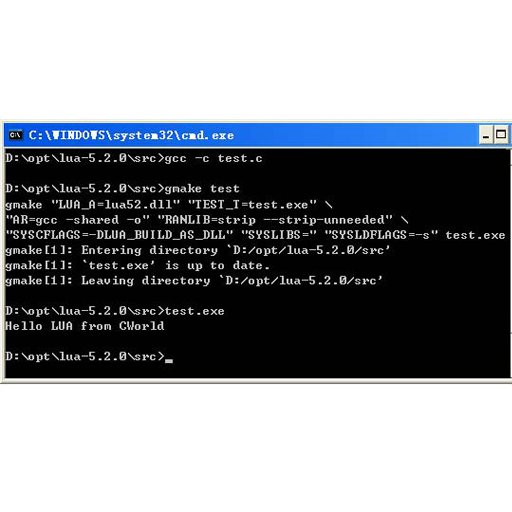 C:\WINDOWS\system32\cmd.exe
D:\opt\lua-5.2.0\src>gcc -c test.c
D:\opt\lua-5.2.0\src>gmake test
gmake "LUA_A=lua52.dll" "TEST_T=test.exe" \
"AR=gcc -shared -o" "RANLIB=strip --strip-unneeded" \
"SYSCFLAGS=-DLUA_BUILD_AS_DLL" "SYSLIBS=" "SYSLDFLAGS=-s" test.exe
gmake[1]: Entering directory `D:/opt/lua-5.2.0/src'
gmake[1]: `test.exe' is up to date.
gmake[1]: Leaving directory `D:/opt/lua-5.2.0/src'
D:\opt\lua-5.2.0\src>test.exe
Hello LUA from CWorld
D:\opt\lua-5.2.0\src>_